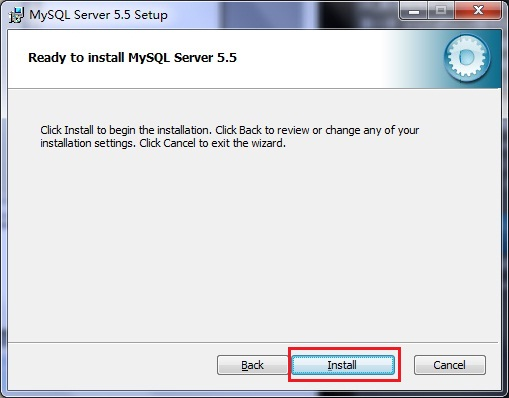 MySQL Server 5.5 Setup
Ready to install MySQL Server 5.5
Click Install to begin the installation. Click Back to review or change any of your
installation settings. Click Cancel to exit the wizard.
Back Install Cancel